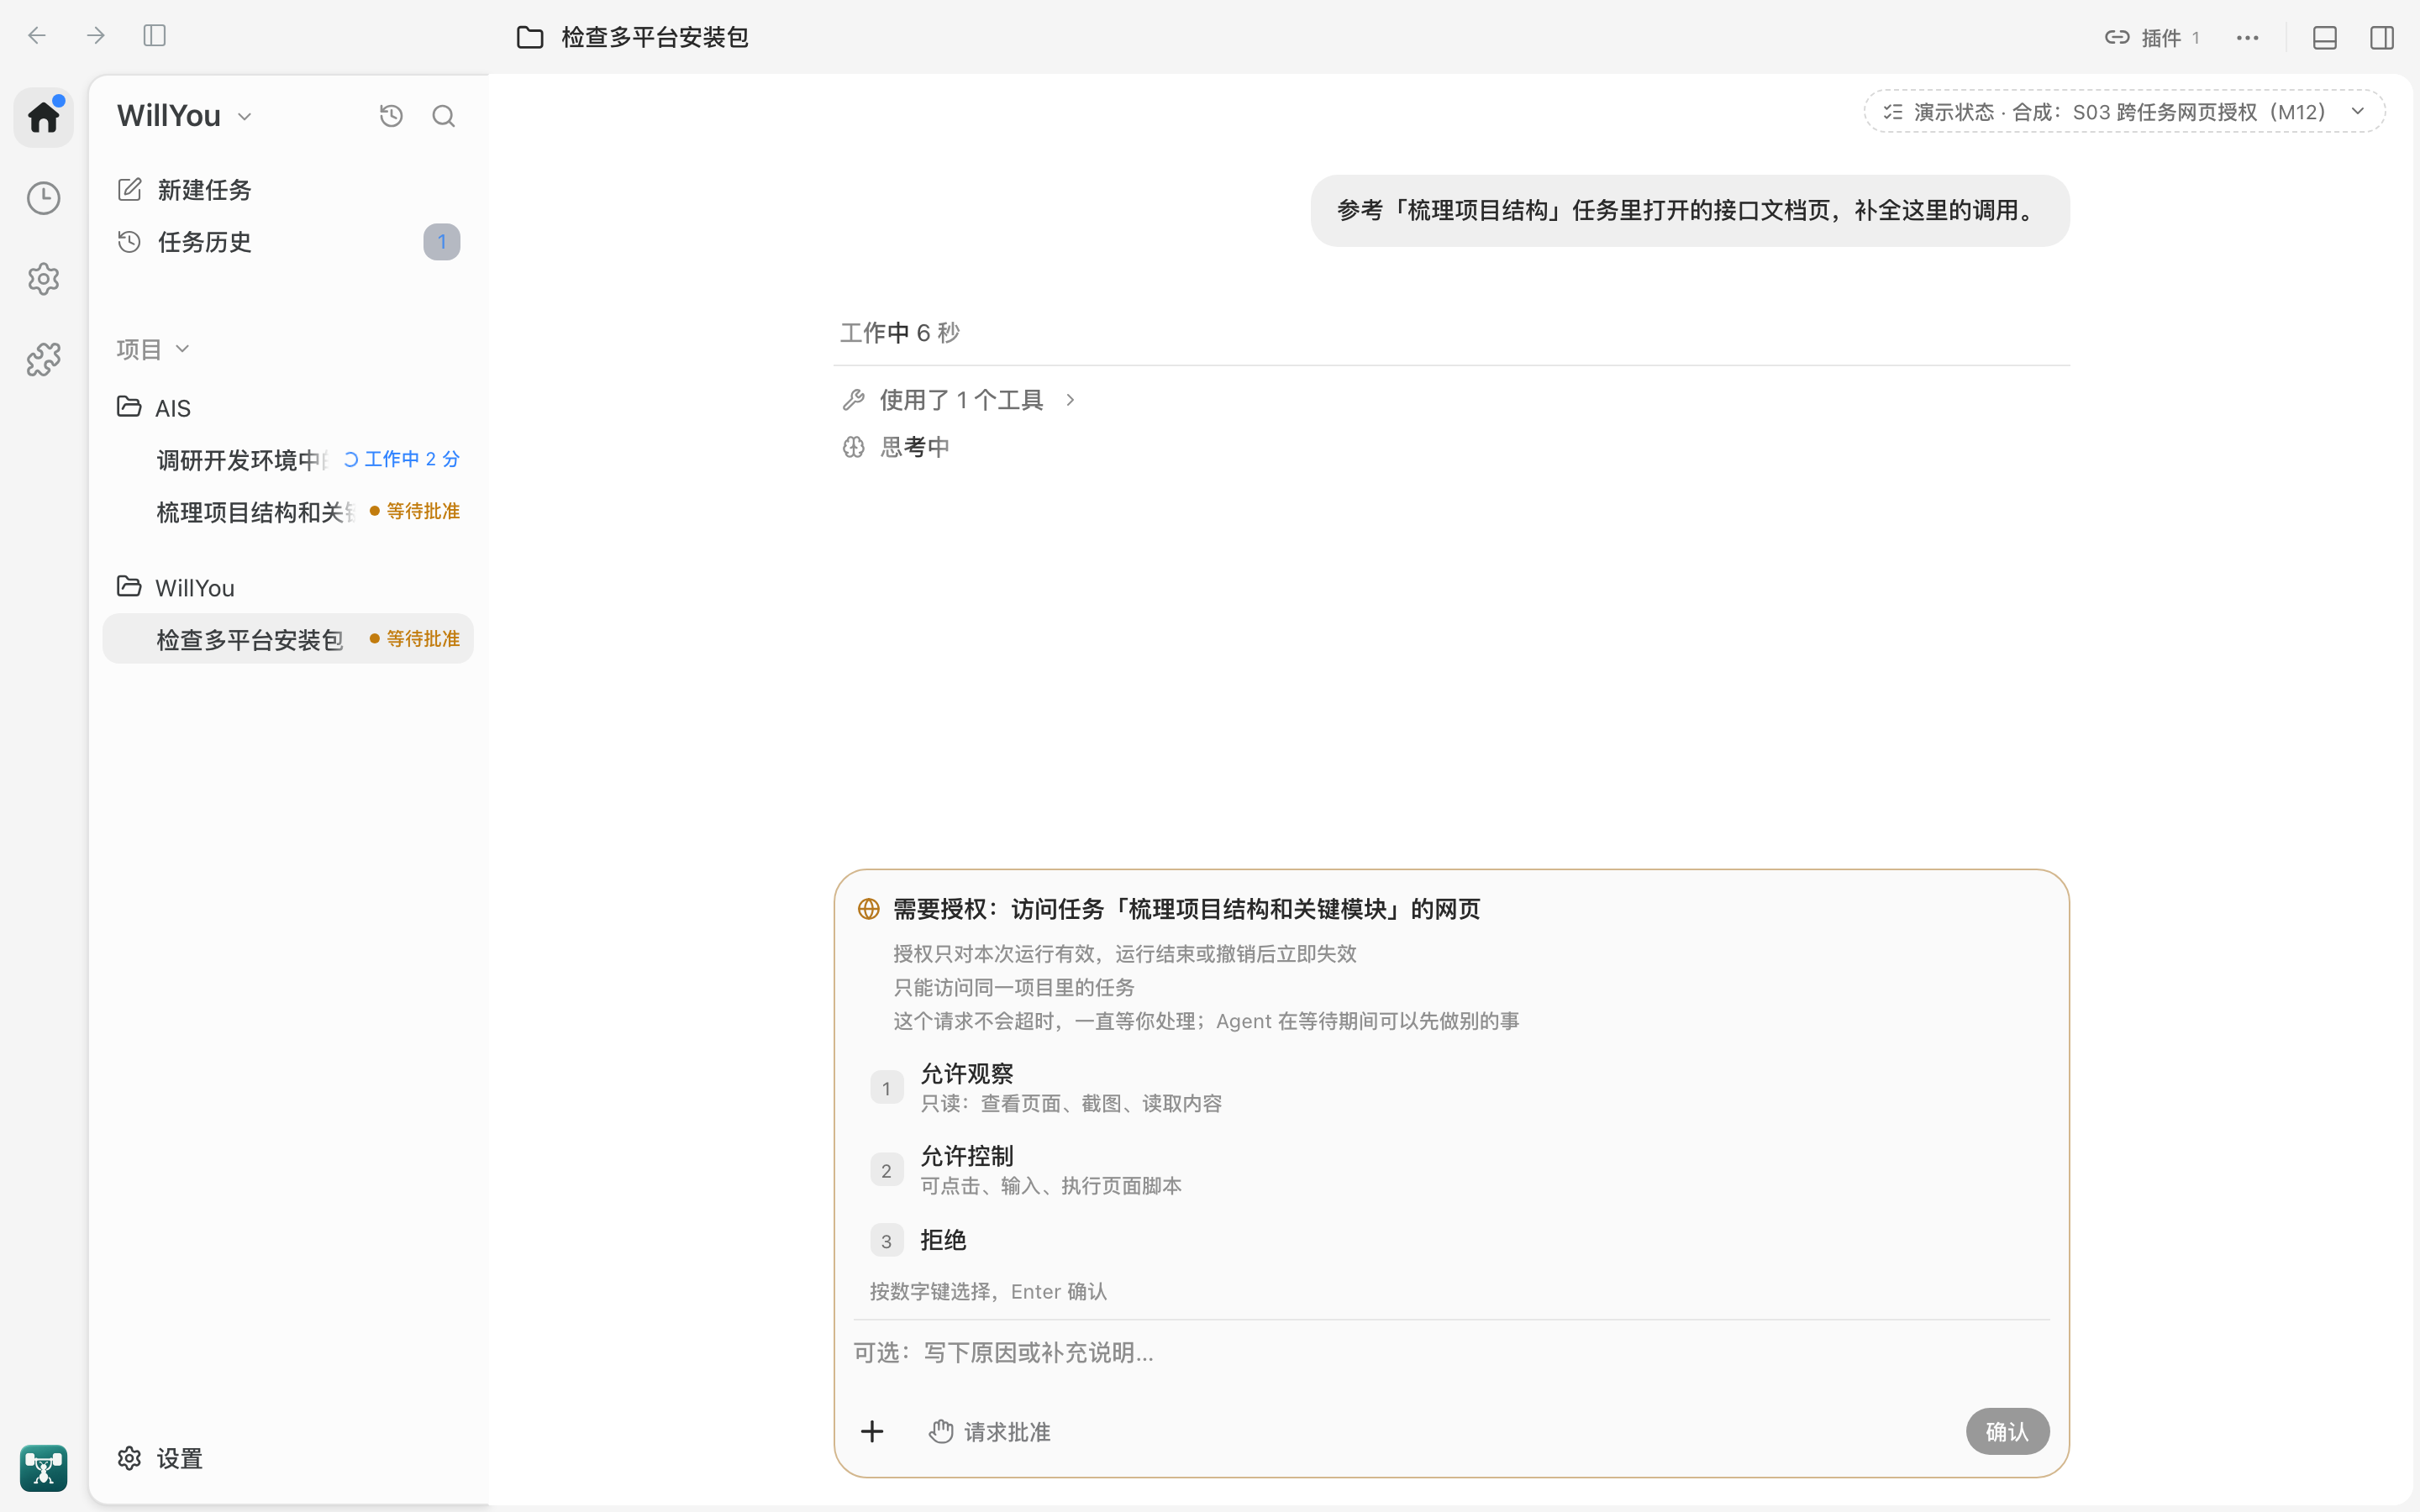 检查多平台安装包
插件 1
WillYou
演示状态 · 合成：S03 跨任务网页授权（M12）
新建任务
任务历史
1
参考「梳理项目结构」任务里打开的接口文档页，补全这里的调用。
项目
AIS
调研开发环境中 工作中 2 分
梳理项目结构和关 等待批准
WillYou
检查多平台安装包 等待批准
设置
工作中 6 秒
使用了 1 个工具
思考中
需要授权：访问任务「梳理项目结构和关键模块」的网页
授权只对本次运行有效，运行结束或撤销后立即失效
只能访问同一项目里的任务
这个请求不会超时，一直等你处理；Agent 在等待期间可以先做别的事
1 允许观察
只读：查看页面、截图、读取内容
2 允许控制
可点击、输入、执行页面脚本
3 拒绝
按数字键选择，Enter 确认
可选：写下原因或补充说明...
请求批准
确认